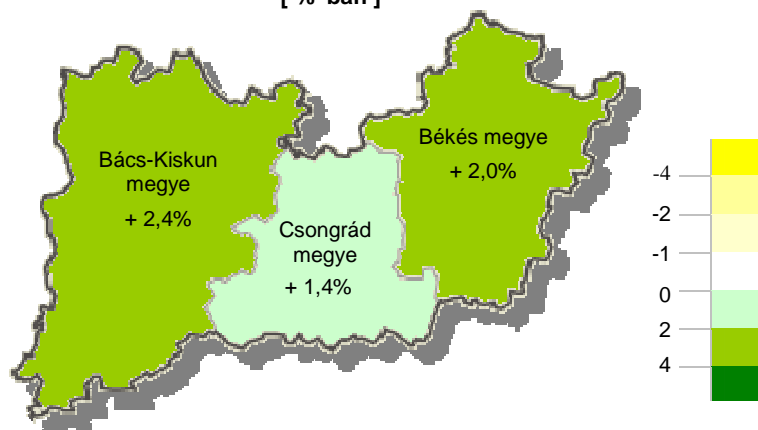 [ % ban ]
Bács-Kiskun
megye
+ 2,4%
Csongrád
megye
+ 1,4%
Békés megye
+ 2,0%
-4
-2
-1
0
2
4